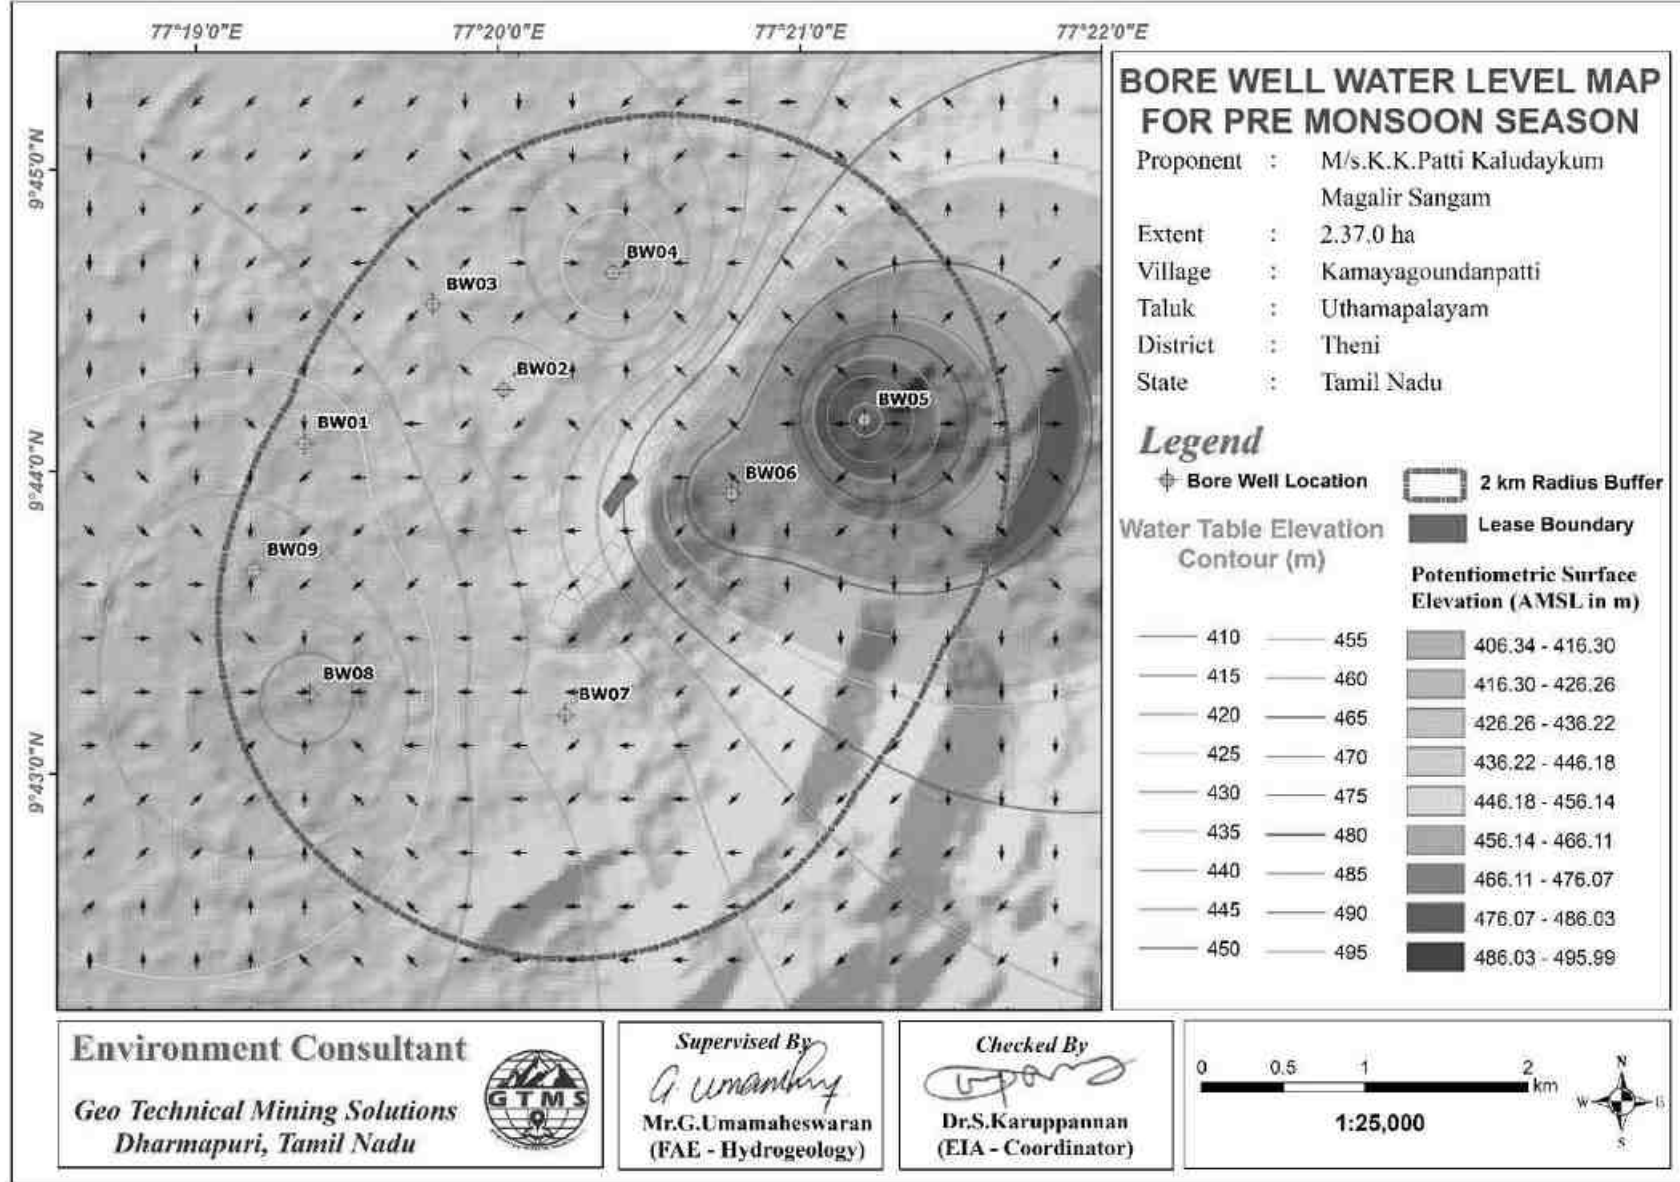 77°19'0"E
77°20'0"E
77°21'0"E
77°22'0"E
9°45'0"N
9°44'0"N
9°43'0"N
BW04
BW03
BW02
BW05
BW01
BW06
BW09
BW08
BW07
BORE WELL WATER LEVEL MAP
FOR PRE MONSOON SEASON
Proponent : M/s.K.K.Patti Kaludaykum
Magalir Sangam
Extent : 2.37.0 ha
Village : Kamayagoundanpatti
Taluk : Uthamapalayam
District : Theni
State : Tamil Nadu
Legend
Bore Well Location
2 km Radius Buffer
Lease Boundary
Water Table Elevation
Contour (m)
410 455
415 460
420 465
425 470
430 475
435 480
440 485
445 490
450 495
Potentiometric Surface
Elevation (AMSL in m)
406.34 - 416.30
416.30 - 426.26
426.26 - 436.22
436.22 - 446.18
446.18 - 456.14
456.14 - 466.11
466.11 - 476.07
476.07 - 486.03
486.03 - 495.99
Environment Consultant
Geo Technical Mining Solutions
Dharmapuri, Tamil Nadu
GTMS
Supervised By
Mr.G.Umamaheswaran
(FAE - Hydrogeology)
Checked By
Dr.S.Karuppannan
(EIA - Coordinator)
0 0.5 1 2
km
1:25,000
N
W E
S